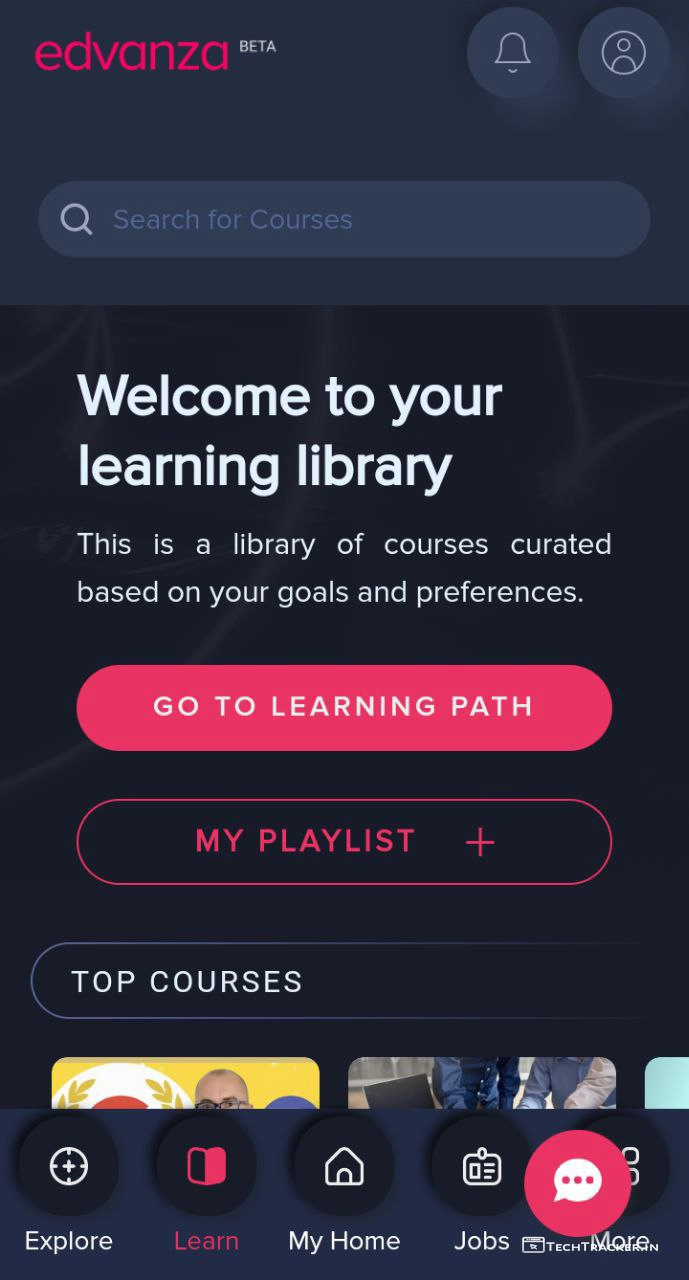 edvanza BETA
Search for Courses
Welcome to your
learning library
This is a library of courses curated
based on your goals and preferences.
GO TO LEARNING PATH
MY PLAYLIST +
TOP COURSES
Explore Learn My Home Jobs More
TECHTRACKER.IN